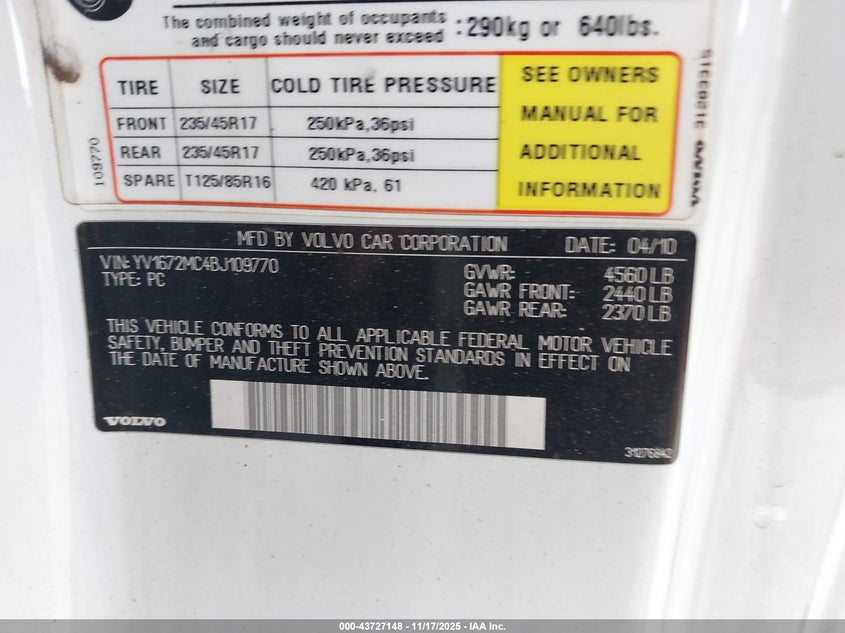 The combined weight of occupants
and cargo should never exceed : 290kg or 640lbs.
TIRE SIZE COLD TIRE PRESSURE
FRONT 235/45R17 250kPa,36psi
REAR 235/45R17 250kPa,36psi
SPARE T125/85R16 420 kPa. 61
SEE OWNERS
MANUAL FOR
ADDITIONAL
INFORMATION
109770
VOLVO
MFD BY VOLVO CAR CORPORATION DATE: 04/10
VIN: YV1672MC4BJ109770
TYPE: PC
GVWR: 4560 LB
GAWR FRONT: 2440 LB
GAWR REAR: 2370 LB
THIS VEHICLE CONFORMS TO ALL APPLICABLE FEDERAL MOTOR VEHICLE
SAFETY, BUMPER AND THEFT PREVENTION STANDARDS IN EFFECT ON
THE DATE OF MANUFACTURE SHOWN ABOVE.
VOLVO
31276942
000-43727148 - 11/17/2025 - IAA Inc.